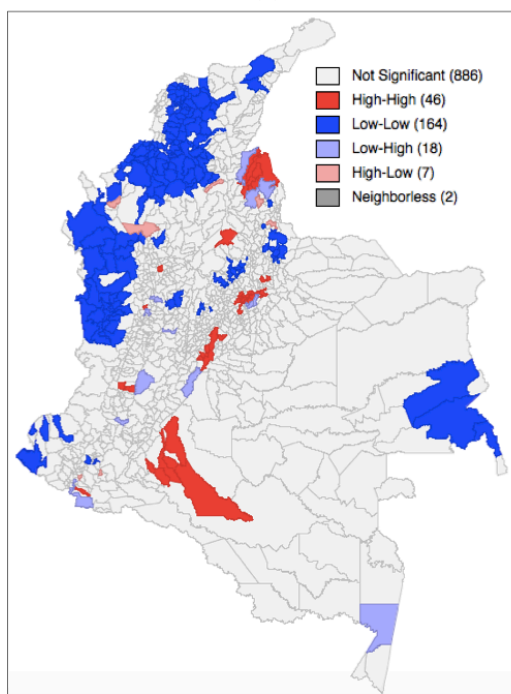 Not Significant (886)
High-High (46)
Low-Low (164)
Low-High (18)
High-Low (7)
Neighborless (2)